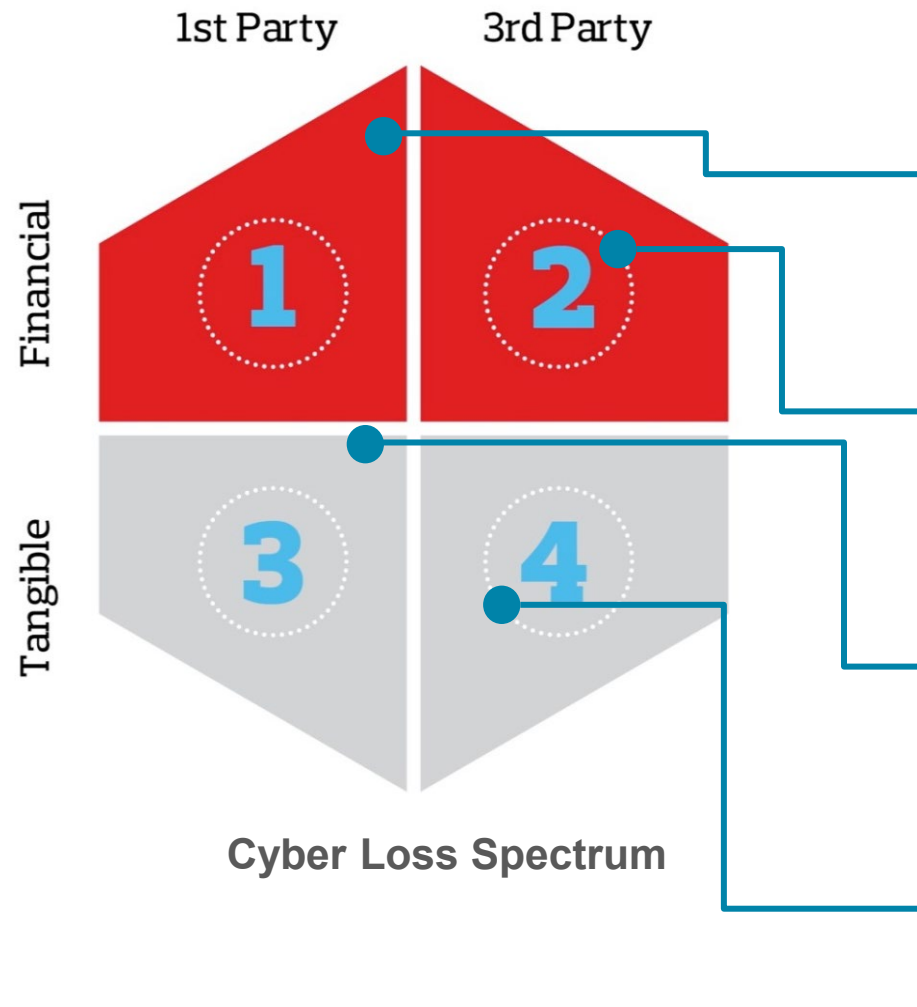 1st Party
3rd Party
Financial
1
2
Tangible
3
4
Cyber Loss Spectrum